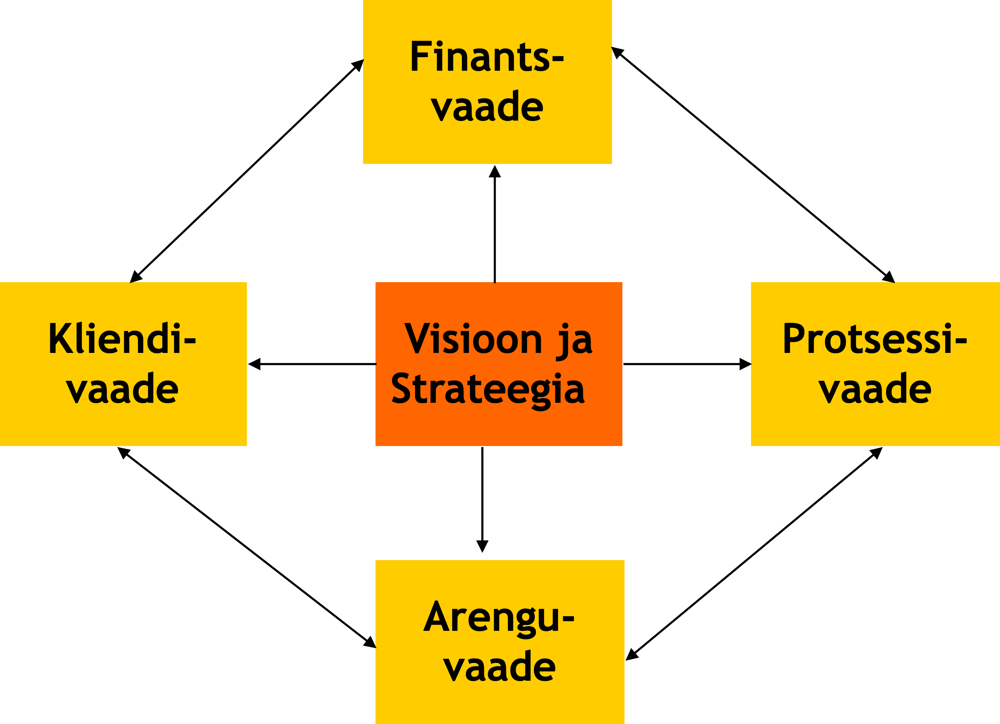 Finants-
vaade
Kliendi-
vaade
Visioon ja
Strateegia
Protsessi-
vaade
Arengu-
vaade